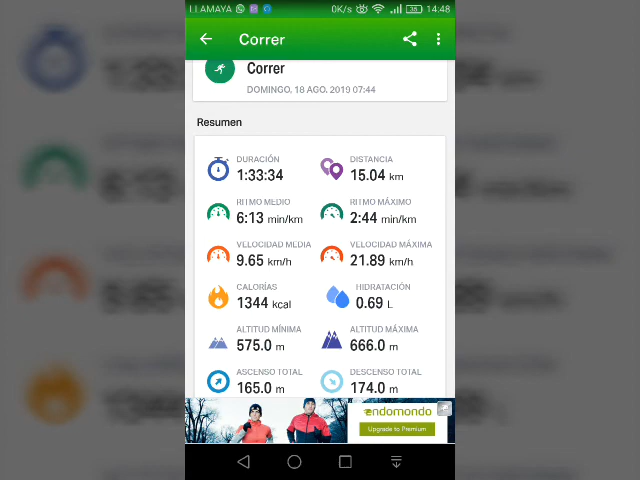 LLAMAYA 0K/s 35 14:48
Correr
Correr
DOMINGO, 18 AGO. 2019 07:44
Resumen
DURACIÓN DISTANCIA
1:33:34 15.04 km
RITMO MEDIO RITMO MÁXIMO
6:13 min/km 2:44 min/km
VELOCIDAD MEDIA VELOCIDAD MÁXIMA
9.65 km/h 21.89 km/h
CALORÍAS HIDRATACIÓN
1344 kcal 0.69 L
ALTITUD MÍNIMA ALTITUD MÁXIMA
575.0 m 666.0 m
ASCENSO TOTAL DESCENSO TOTAL
165.0 m 174.0 m
endomondo
Upgrade to Premium